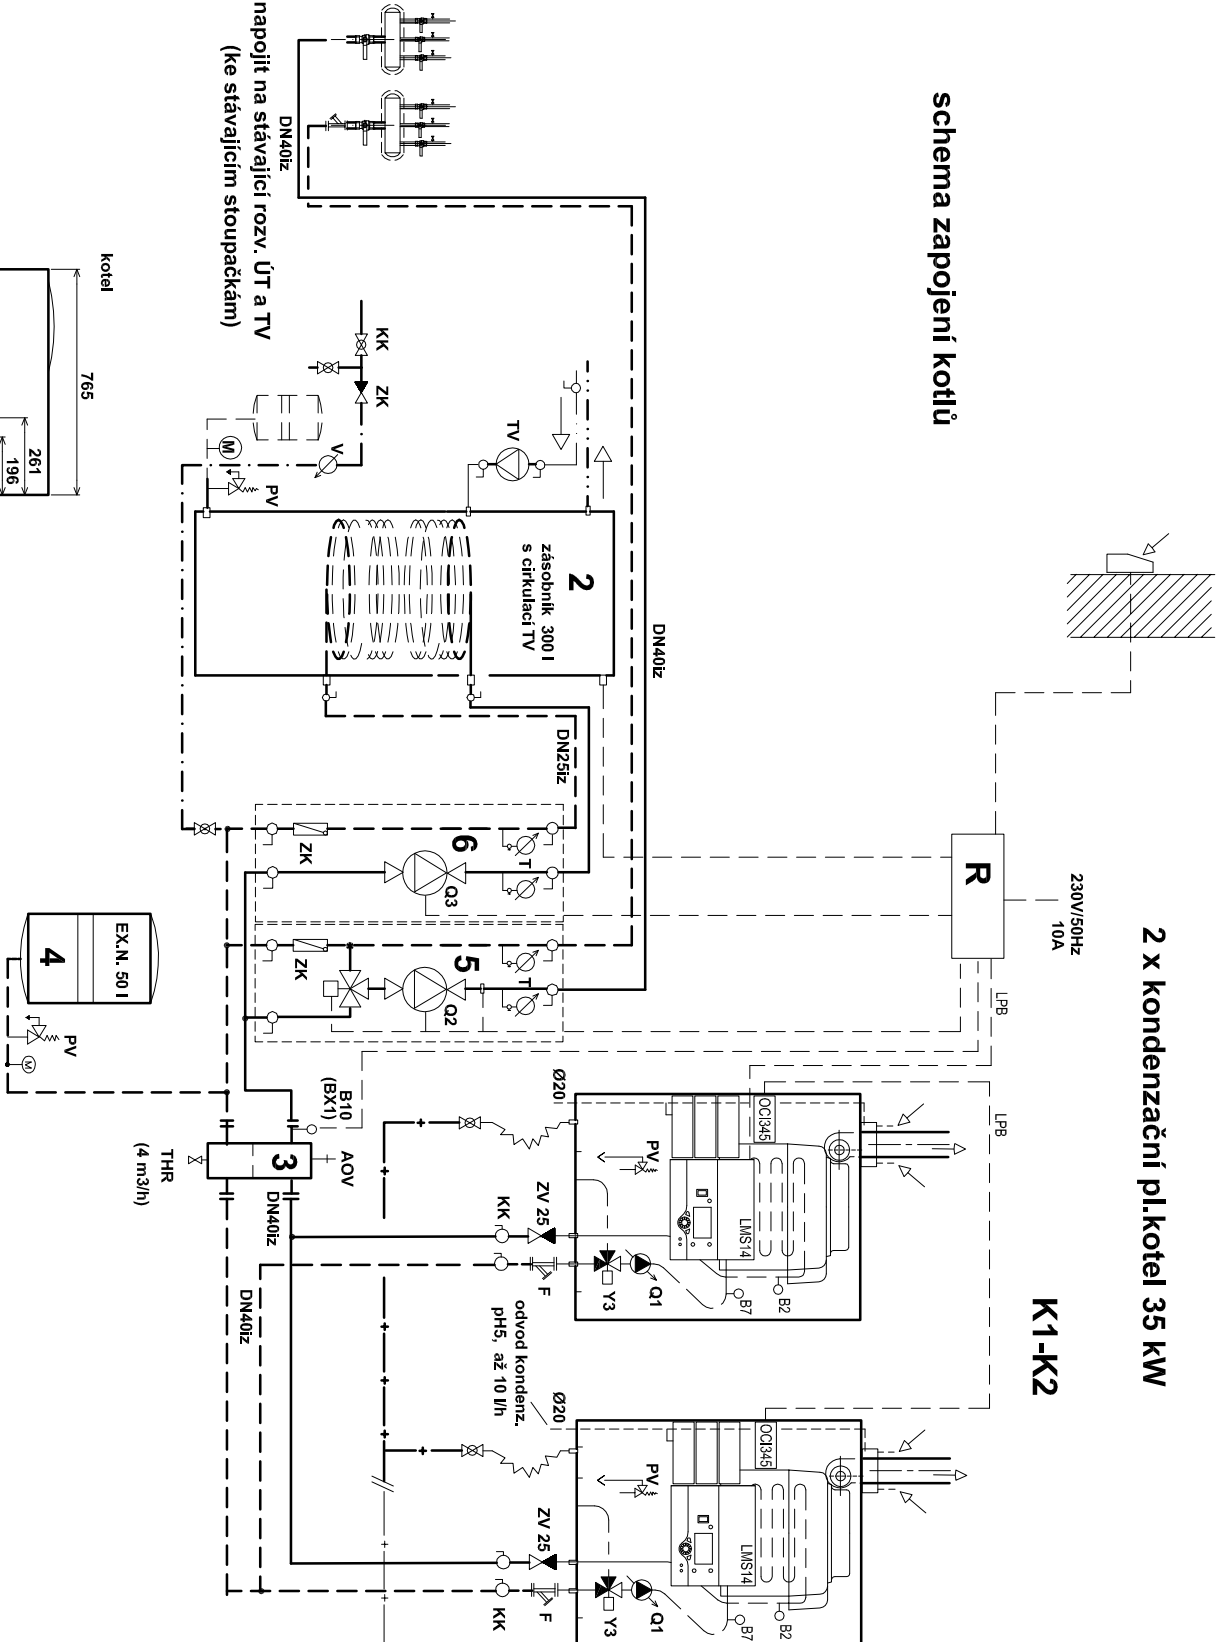 schema zapojení kotlů
2 x kondenzační pl.kotel 35 kW
K1-K2
230V/50Hz
10A
R
LPB
LPB
napojit na stávající rozv. ÚT a TV
(ke stávajícím stoupačkám)
DN40iz
DN40iz
KK
ZK
TV
V
M
PV
2
zásobník 300 l
s cirkulací TV
DN25iz
6
ZK
T
Q3
5
ZK
T
Q2
EX.N. 50 l
4
PV
M
B10
(BX1)
AOV
3
THR
(4 m3/h)
DN40iz
DN40iz
Ø20
OCI345
PV
LMS14
ZV 25
KK
F
Y3
Q1
B7
B2
odvod kondenz.
pH5, až 10 l/h
Ø20
OCI345
PV
LMS14
ZV 25
KK
F
Y3
Q1
B7
B2
kotel
765
261
196